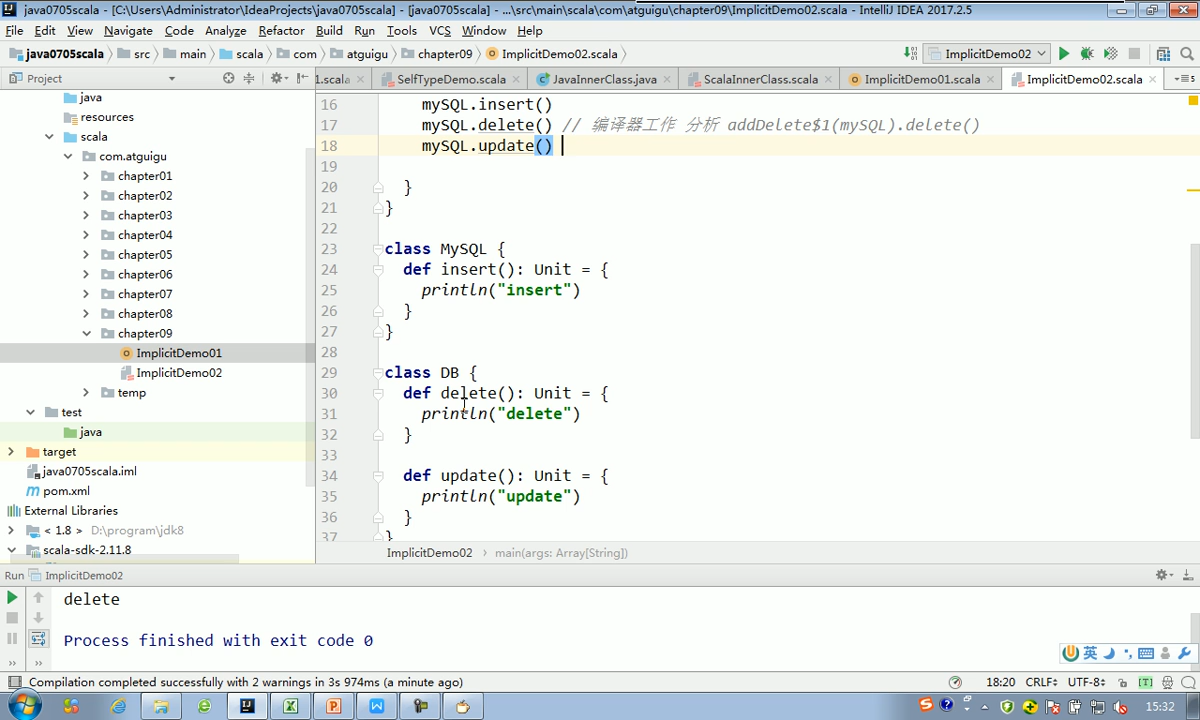 java0705scala - [C:\Users\Administrator\IdeaProjects\java0705scala] - [java0705scala] - ...\src\main\scala\com\atguigu\chapter09\ImplicitDemo02.scala - IntelliJ IDEA 2017.2.5
File Edit View Navigate Code Analyze Refactor Build Run Tools VCS Window Help
java0705scala src main scala com atguigu chapter09 ImplicitDemo02.scala ImplicitDemo02
Project 1.scala SelfTypeDemo.scala JavaInnerClass.java ScalaInnerClass.scala ImplicitDemo01.scala ImplicitDemo02.scala
java
resources
scala
com.atguigu
chapter01
chapter02
chapter03
chapter04
chapter05
chapter06
chapter07
chapter08
chapter09
ImplicitDemo01
ImplicitDemo02
temp
test
java
target
java0705scala.iml
pom.xml
External Libraries
< 1.8 > D:\program\jdk8
scala-sdk-2.11.8
16 mySQL.insert()
17 mySQL.delete() // 编译器工作 分析 addDelete$1(mySQL).delete()
18 mySQL.update()
19
20 }
21 }
22
23 class MySQL {
24 def insert(): Unit = {
25 println("insert")
26 }
27 }
28
29 class DB {
30 def delete(): Unit = {
31 println("delete")
32 }
33
34 def update(): Unit = {
35 println("update")
36 }
37 }
ImplicitDemo02 main(args: Array[String])
Run ImplicitDemo02
delete
Process finished with exit code 0
英
Compilation completed successfully with 2 warnings in 3s 974ms (a minute ago) 18:20 CRLF UTF-8
15:32